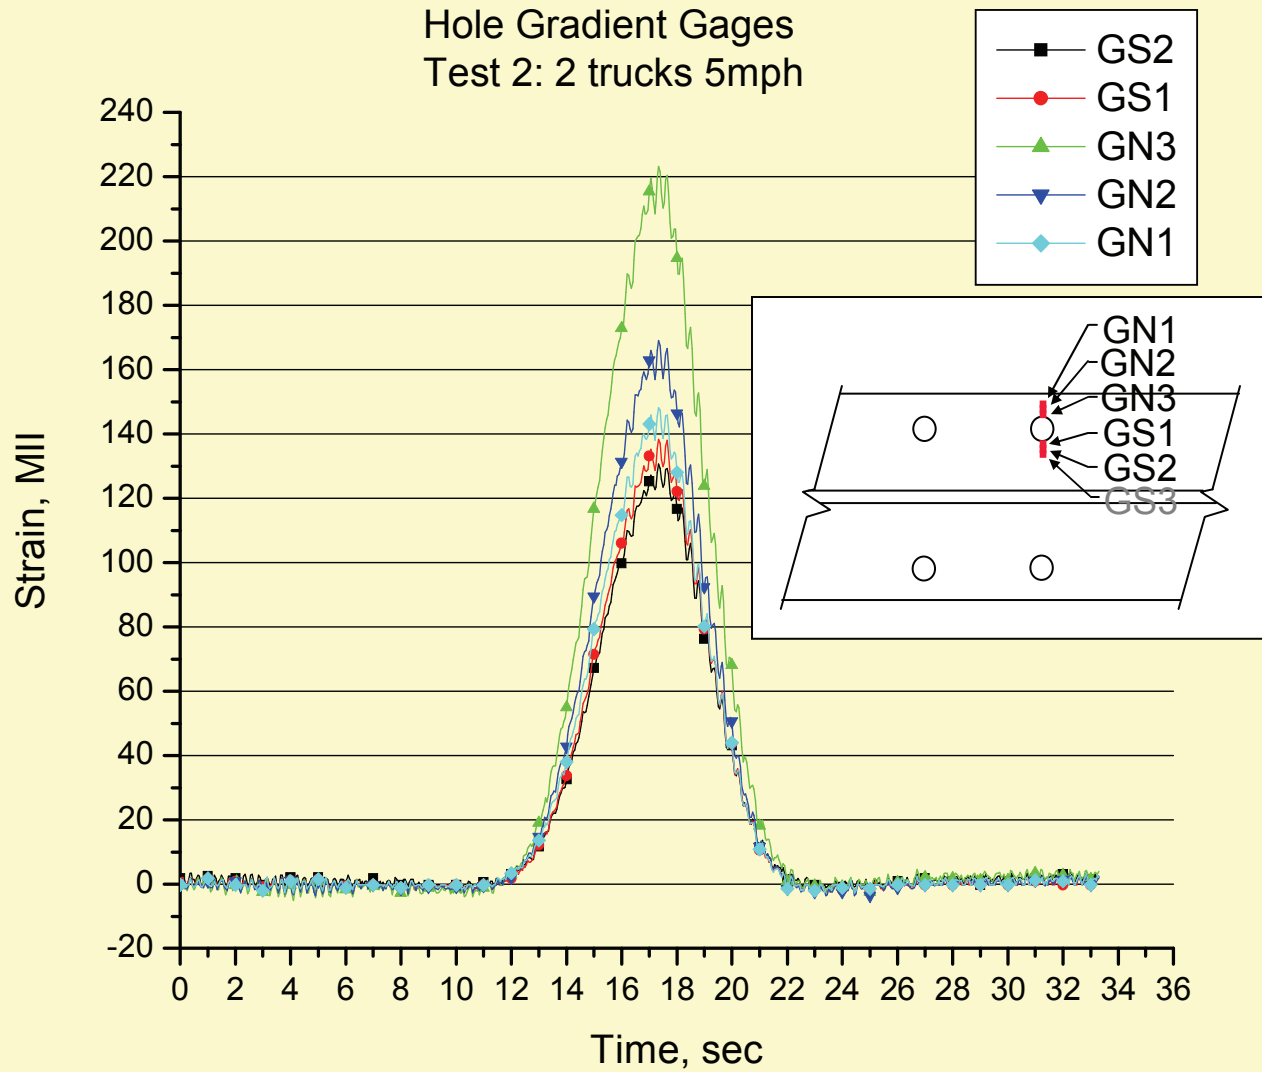 Hole Gradient Gages
Test 2: 2 trucks 5mph
GS2
GS1
GN3
GN2
GN1
240
220
200
180
160
140
120
100
80
60
40
20
0
-20
Strain, MII
GN1
GN2
GN3
GS1
GS2
GS3
0 2 4 6 8 10 12 14 16 18 20 22 24 26 28 30 32 34 36
Time, sec